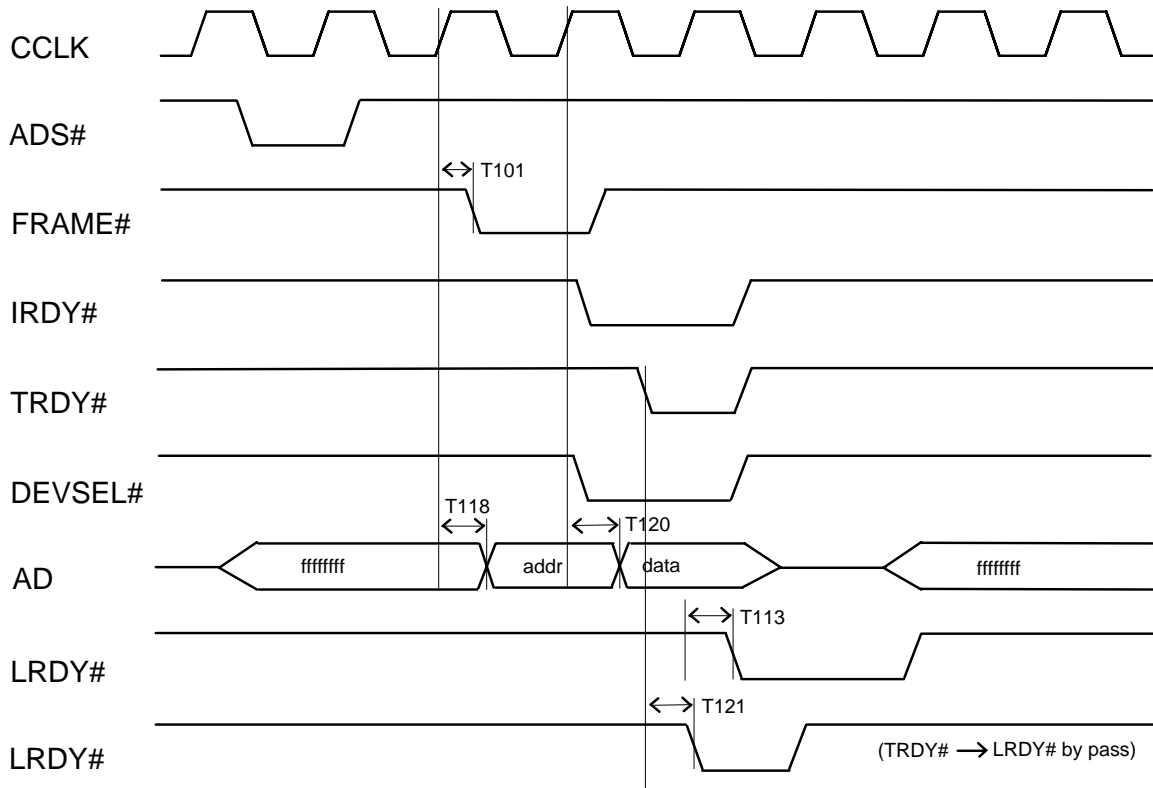 CCLK
ADS#
T101
FRAME#
IRDY#
TRDY#
DEVSEL#
T118
T120
AD
ffffffff
addr
data
ffffffff
T113
LRDY#
T121
LRDY#
(TRDY# → LRDY# by pass)